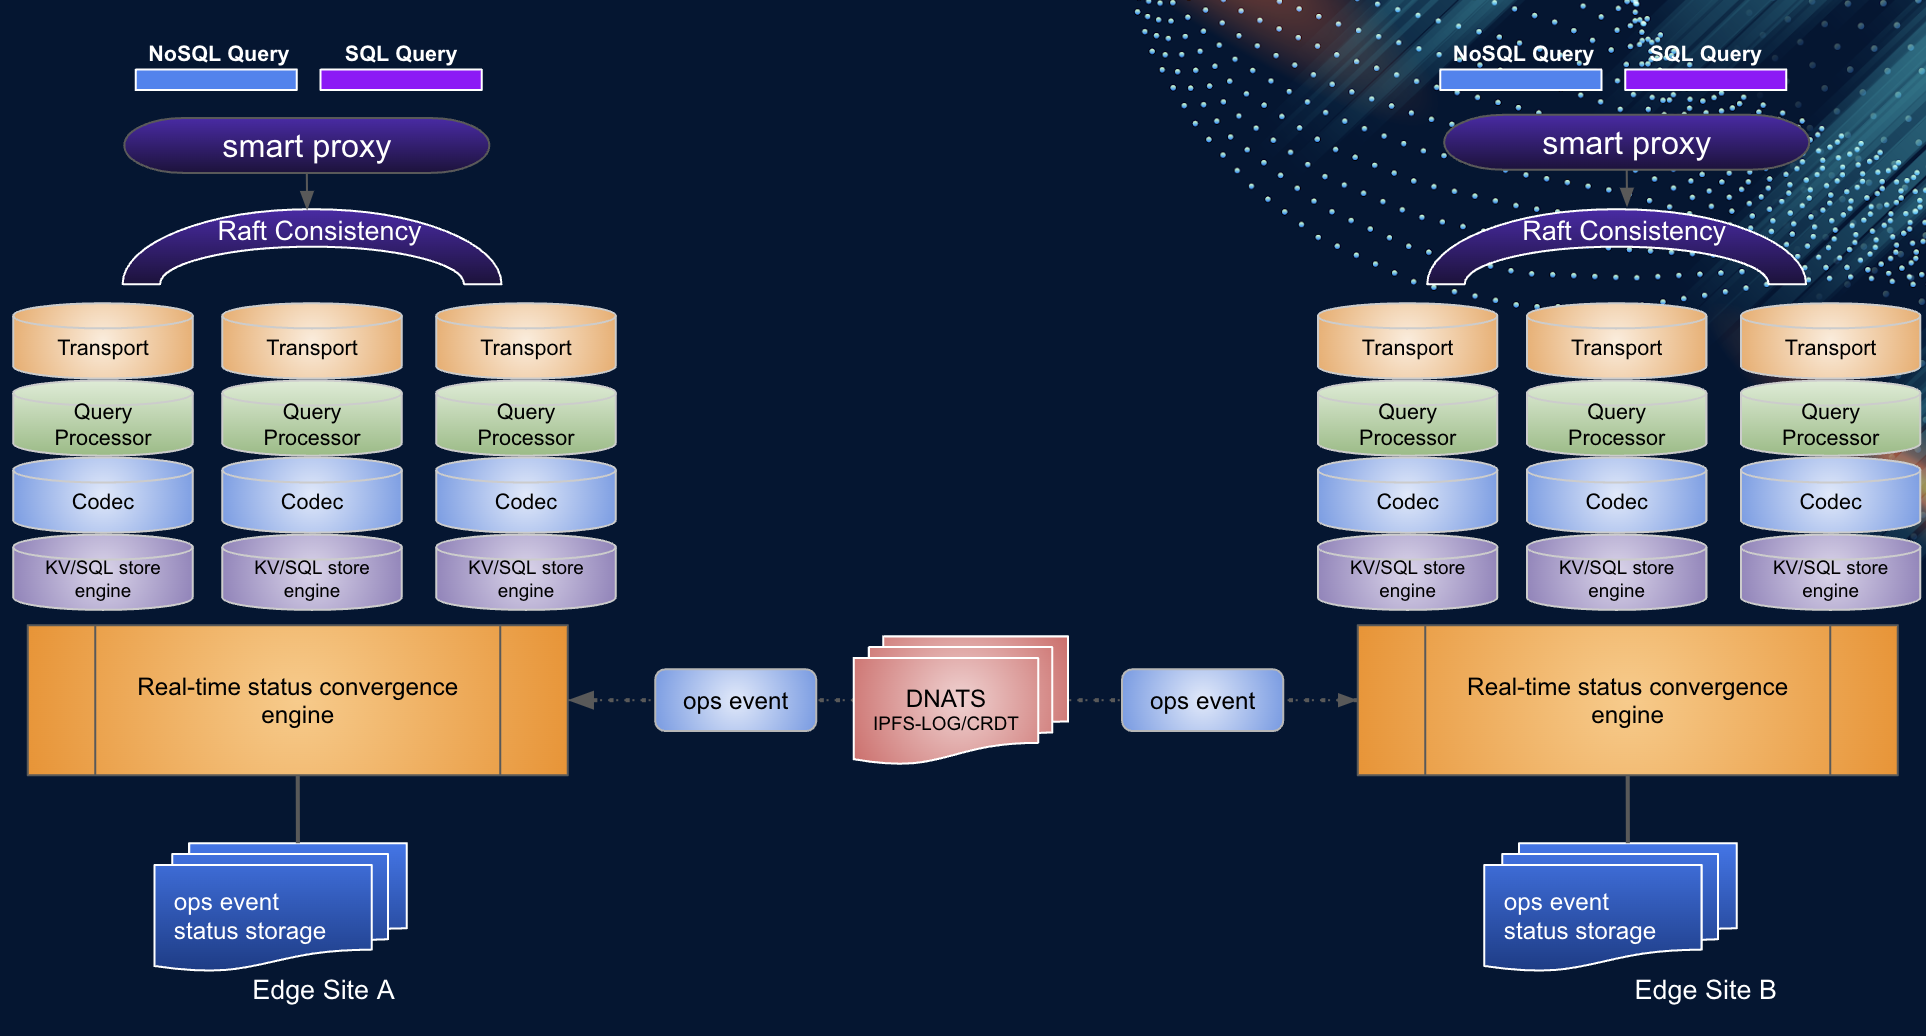 NoSQL Query
SQL Query
smart proxy
Raft Consistency
Transport
Transport
Transport
Query
Processor
Query
Processor
Query
Processor
Codec
Codec
Codec
KV/SQL store
engine
KV/SQL store
engine
KV/SQL store
engine
Real-time status convergence
engine
ops event
status storage
Edge Site A
ops event
DNATS
IPFS-LOG/CRDT
ops event
NoSQL Query
SQL Query
smart proxy
Raft Consistency
Transport
Transport
Transport
Query
Processor
Query
Processor
Query
Processor
Codec
Codec
Codec
KV/SQL store
engine
KV/SQL store
engine
KV/SQL store
engine
Real-time status convergence
engine
ops event
status storage
Edge Site B